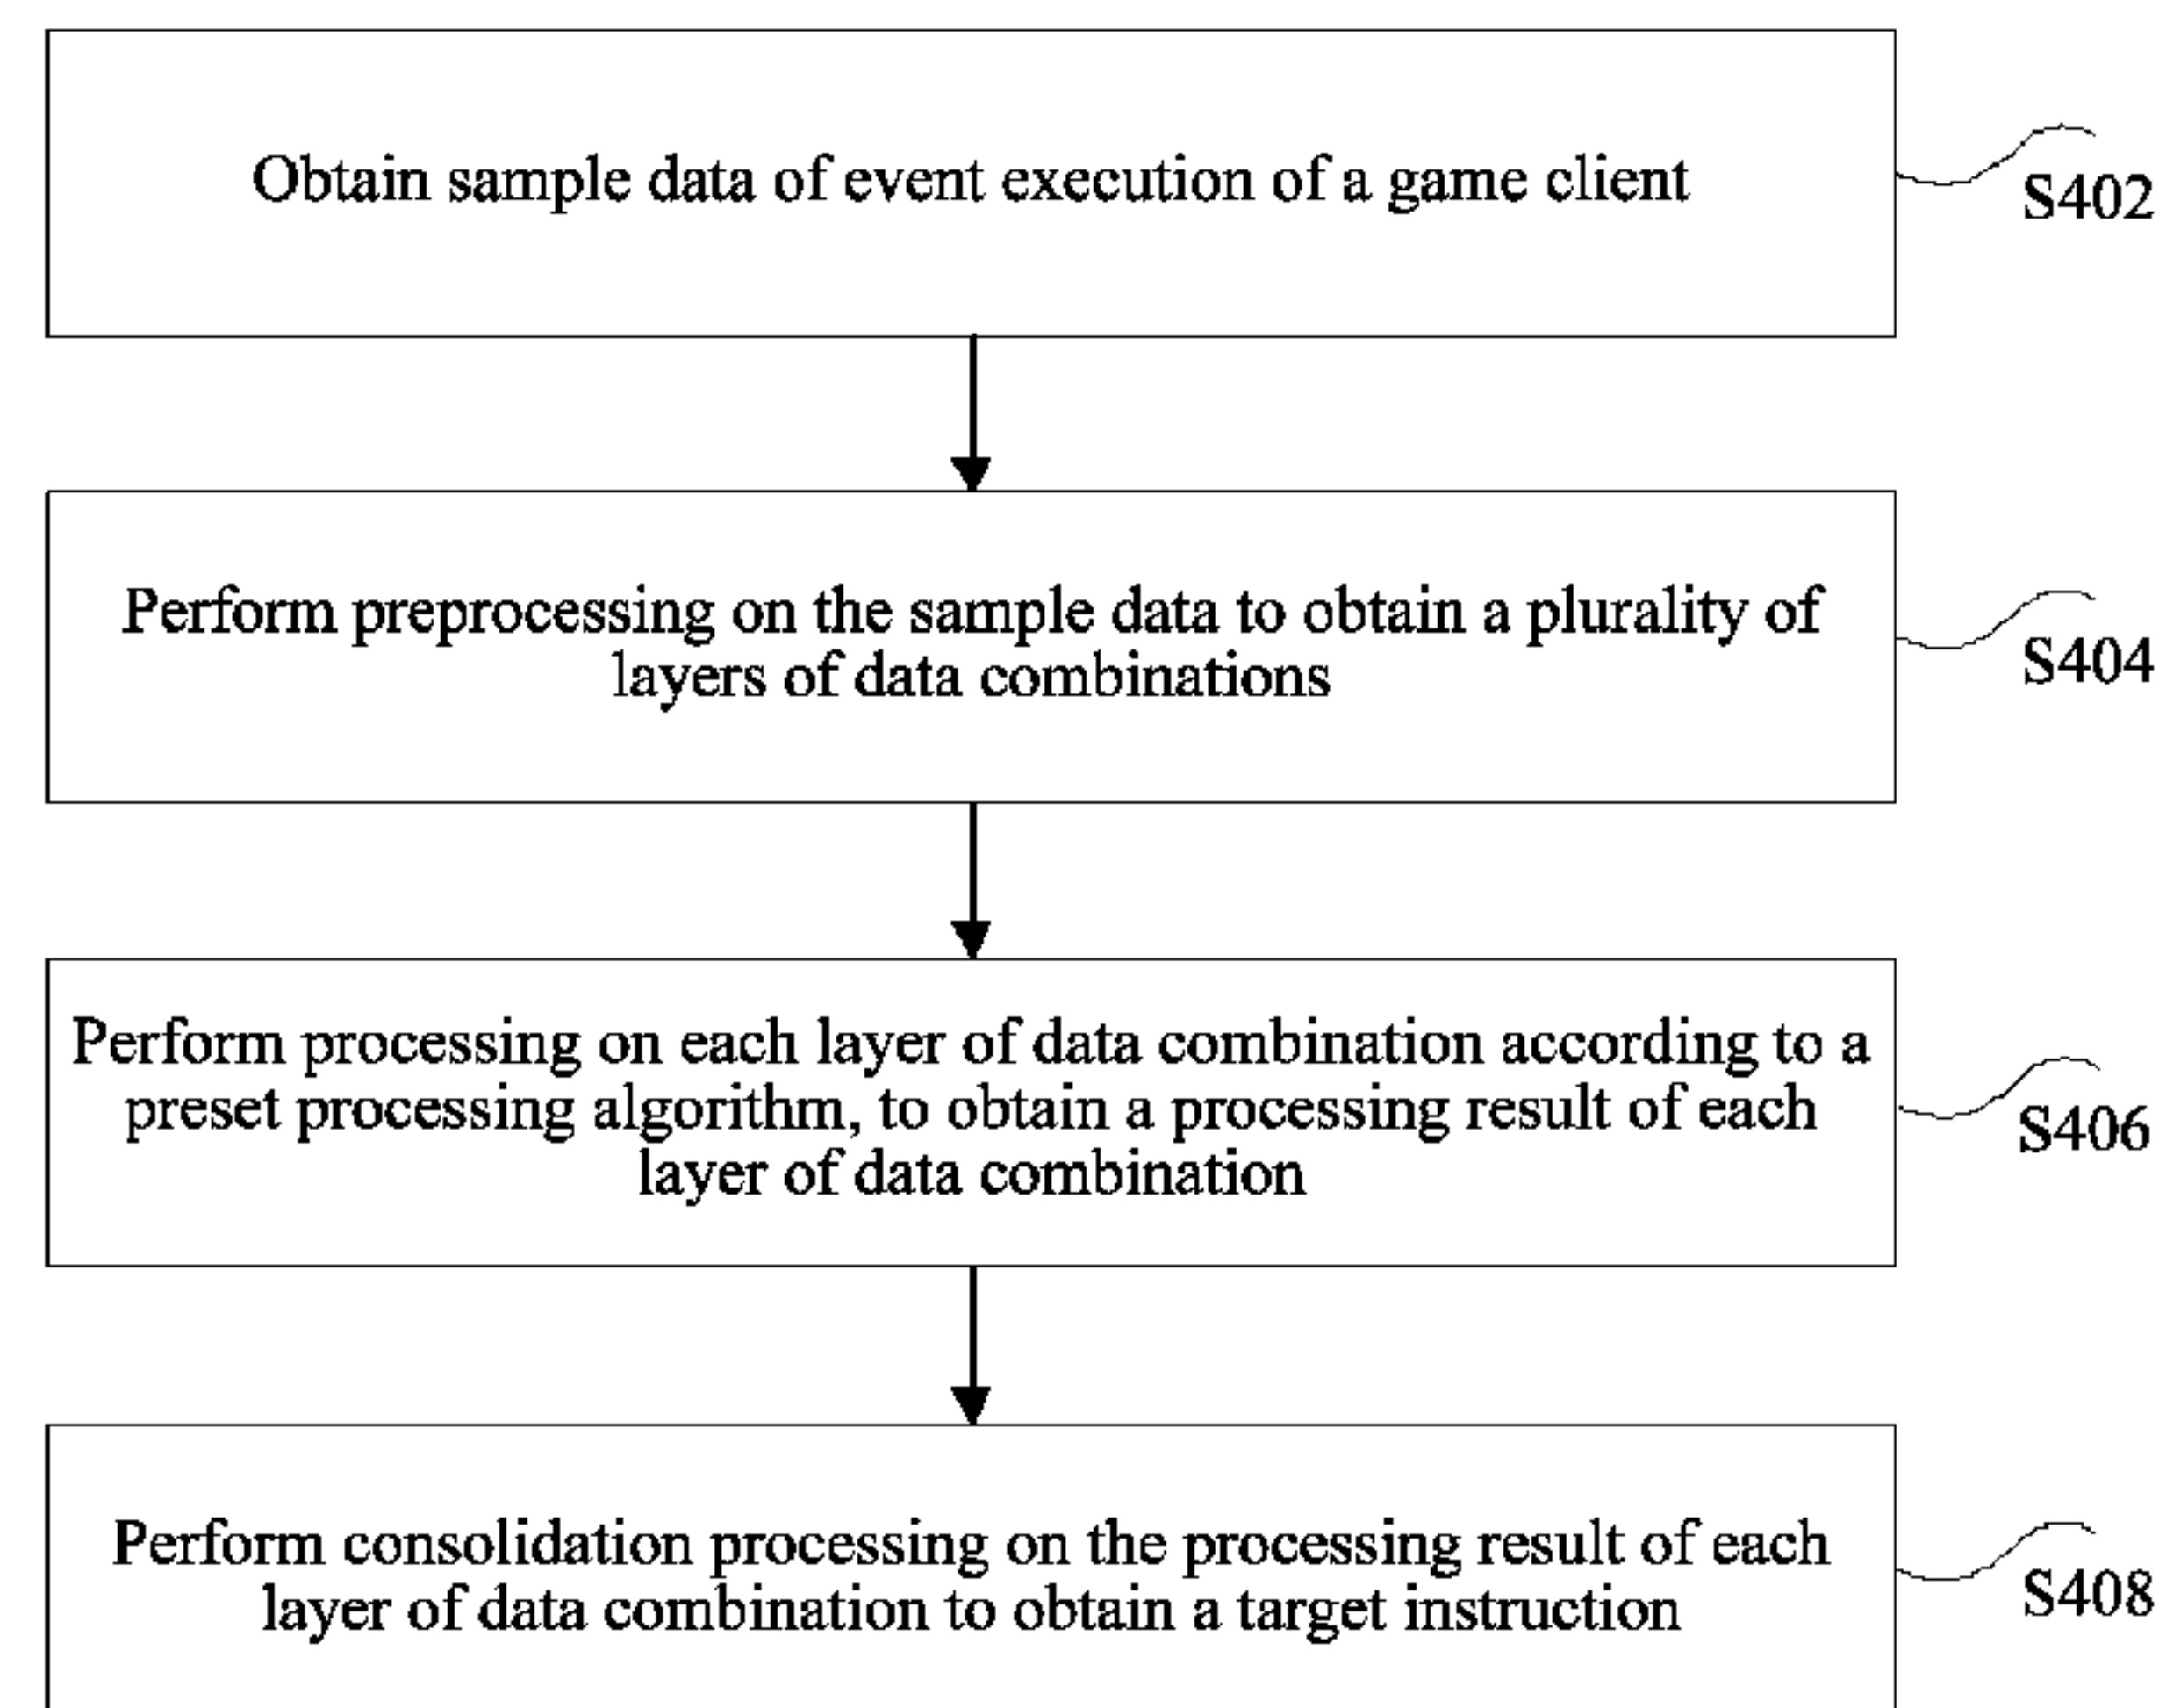 Obtain sample data of event execution of a game client
S402
Perform preprocessing on the sample data to obtain a plurality of
layers of data combinations
S404
Perform processing on each layer of data combination according to a
preset processing algorithm, to obtain a processing result of each
layer of data combination
S406
Perform consolidation processing on the processing result of each
layer of data combination to obtain a target instruction
S408